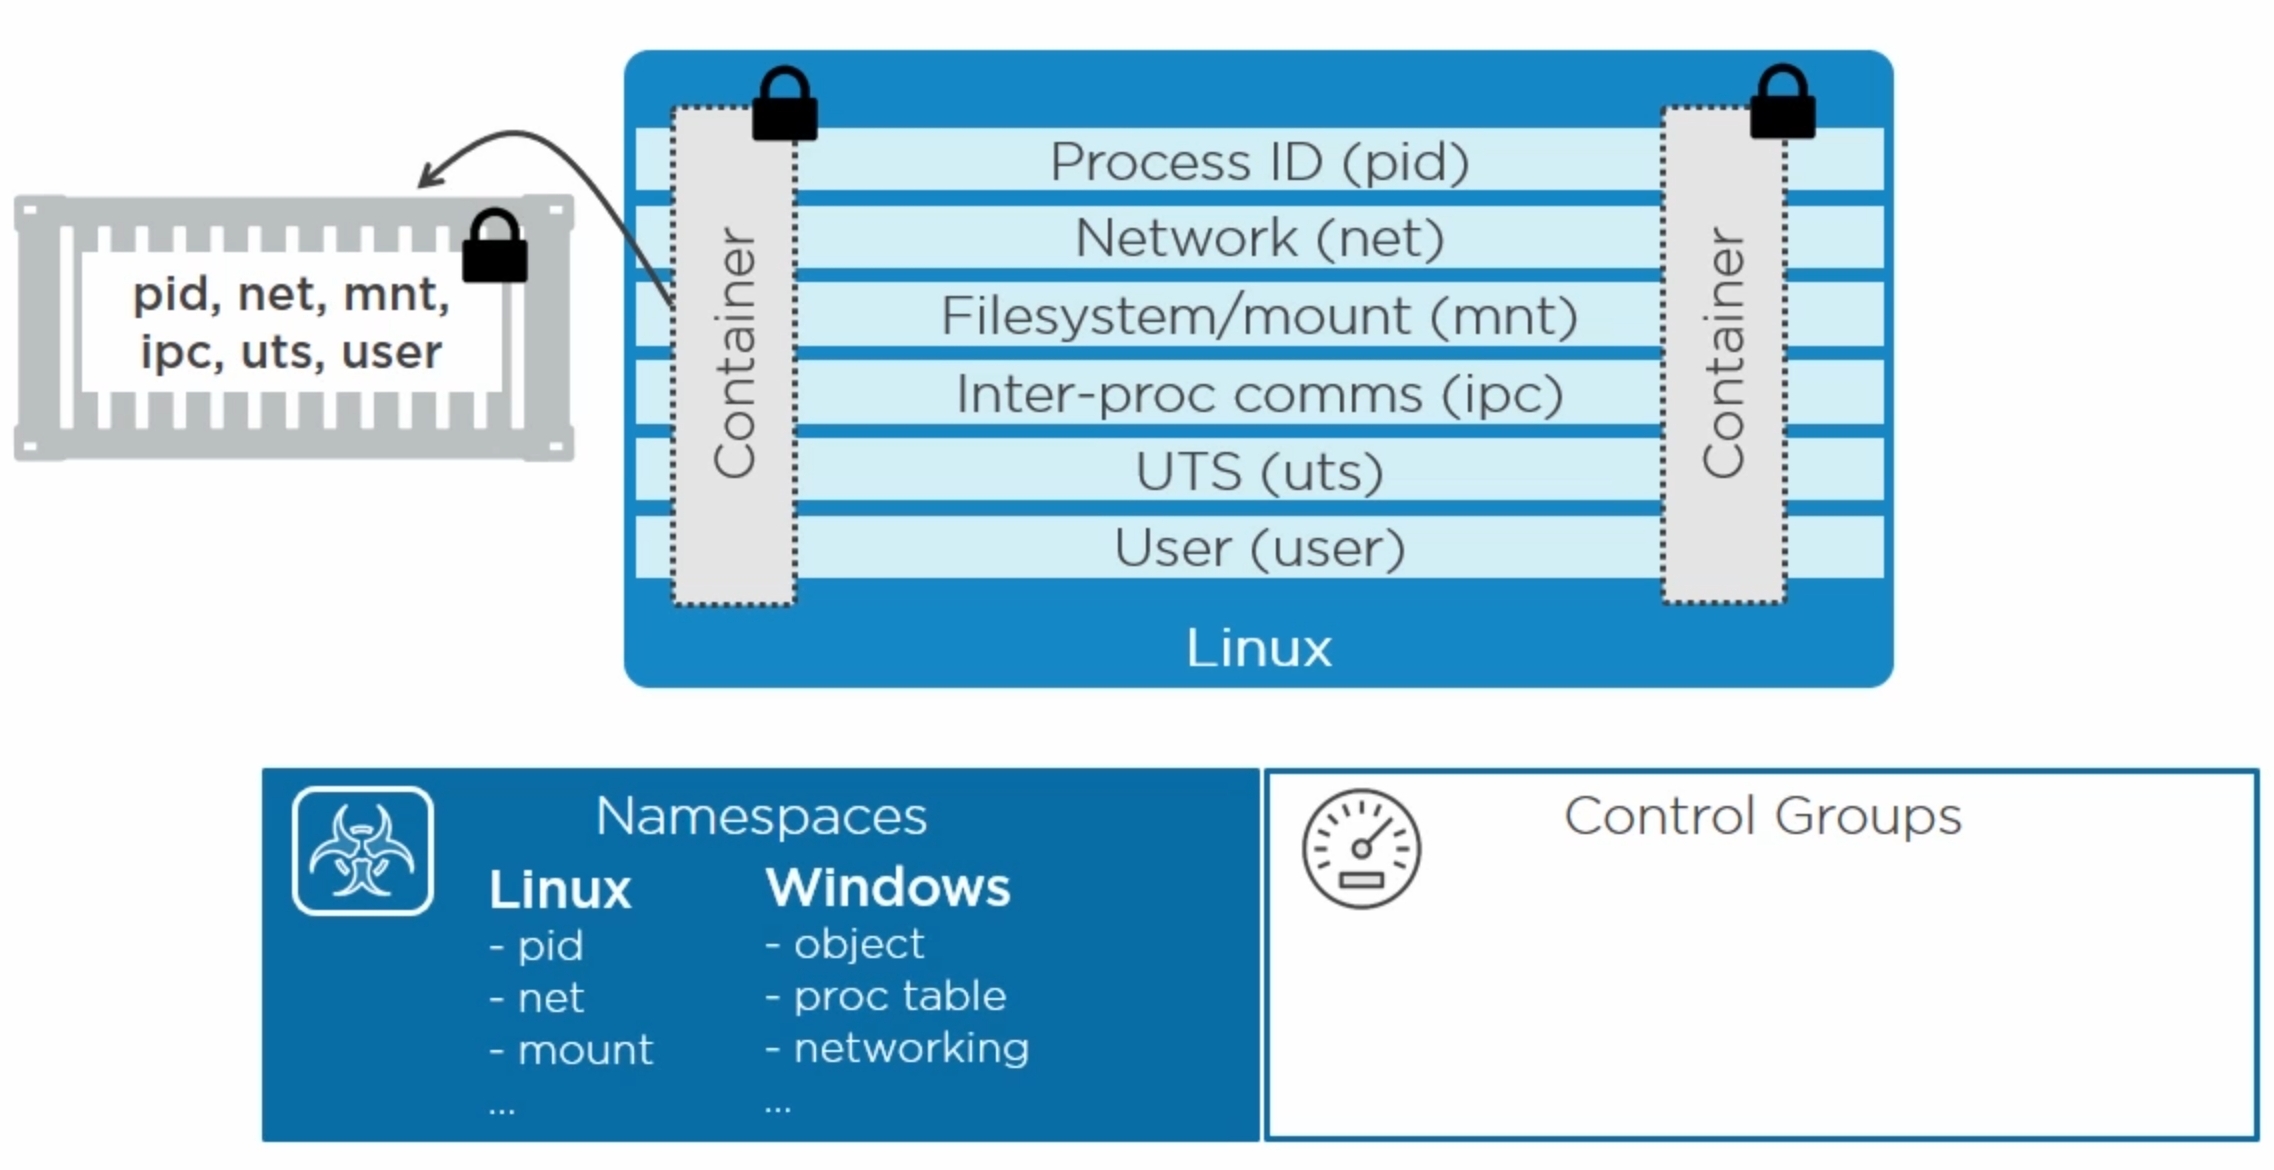 pid, net, mnt,
ipc, uts, user
Container
Process ID (pid)
Network (net)
Filesystem/mount (mnt)
Inter-proc comms (ipc)
UTS (uts)
User (user)
Container
Linux
Namespaces
Linux
- pid
- net
- mount
...
Windows
- object
- proc table
- networking
...
Control Groups